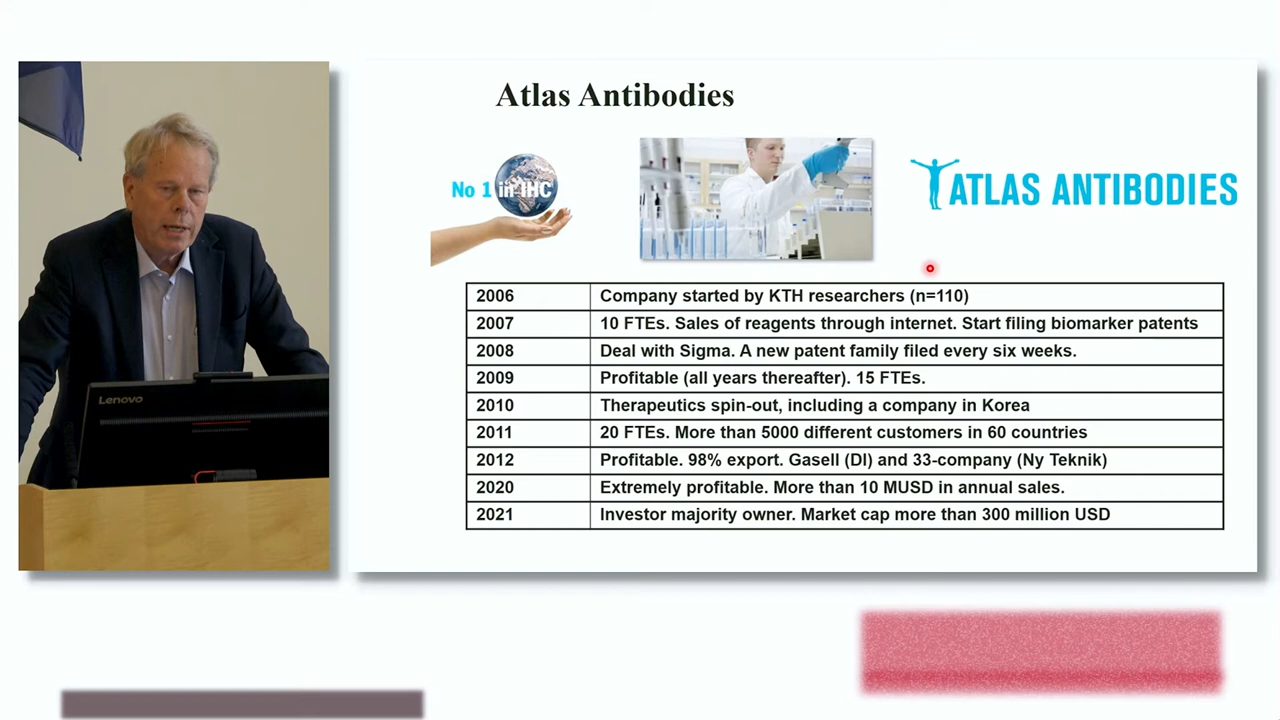 Atlas Antibodies
No 1 in IHC
ATLAS ANTIBODIES
2006 Company started by KTH researchers (n=110)
2007 10 FTEs. Sales of reagents through internet. Start filing biomarker patents
2008 Deal with Sigma. A new patent family filed every six weeks.
2009 Profitable (all years thereafter). 15 FTEs.
2010 Therapeutics spin-out, including a company in Korea
2011 20 FTEs. More than 5000 different customers in 60 countries
2012 Profitable. 98% export. Gasell (DI) and 33-company (Ny Teknik)
2020 Extremely profitable. More than 10 MUSD in annual sales.
2021 Investor majority owner. Market cap more than 300 million USD
Lenovo